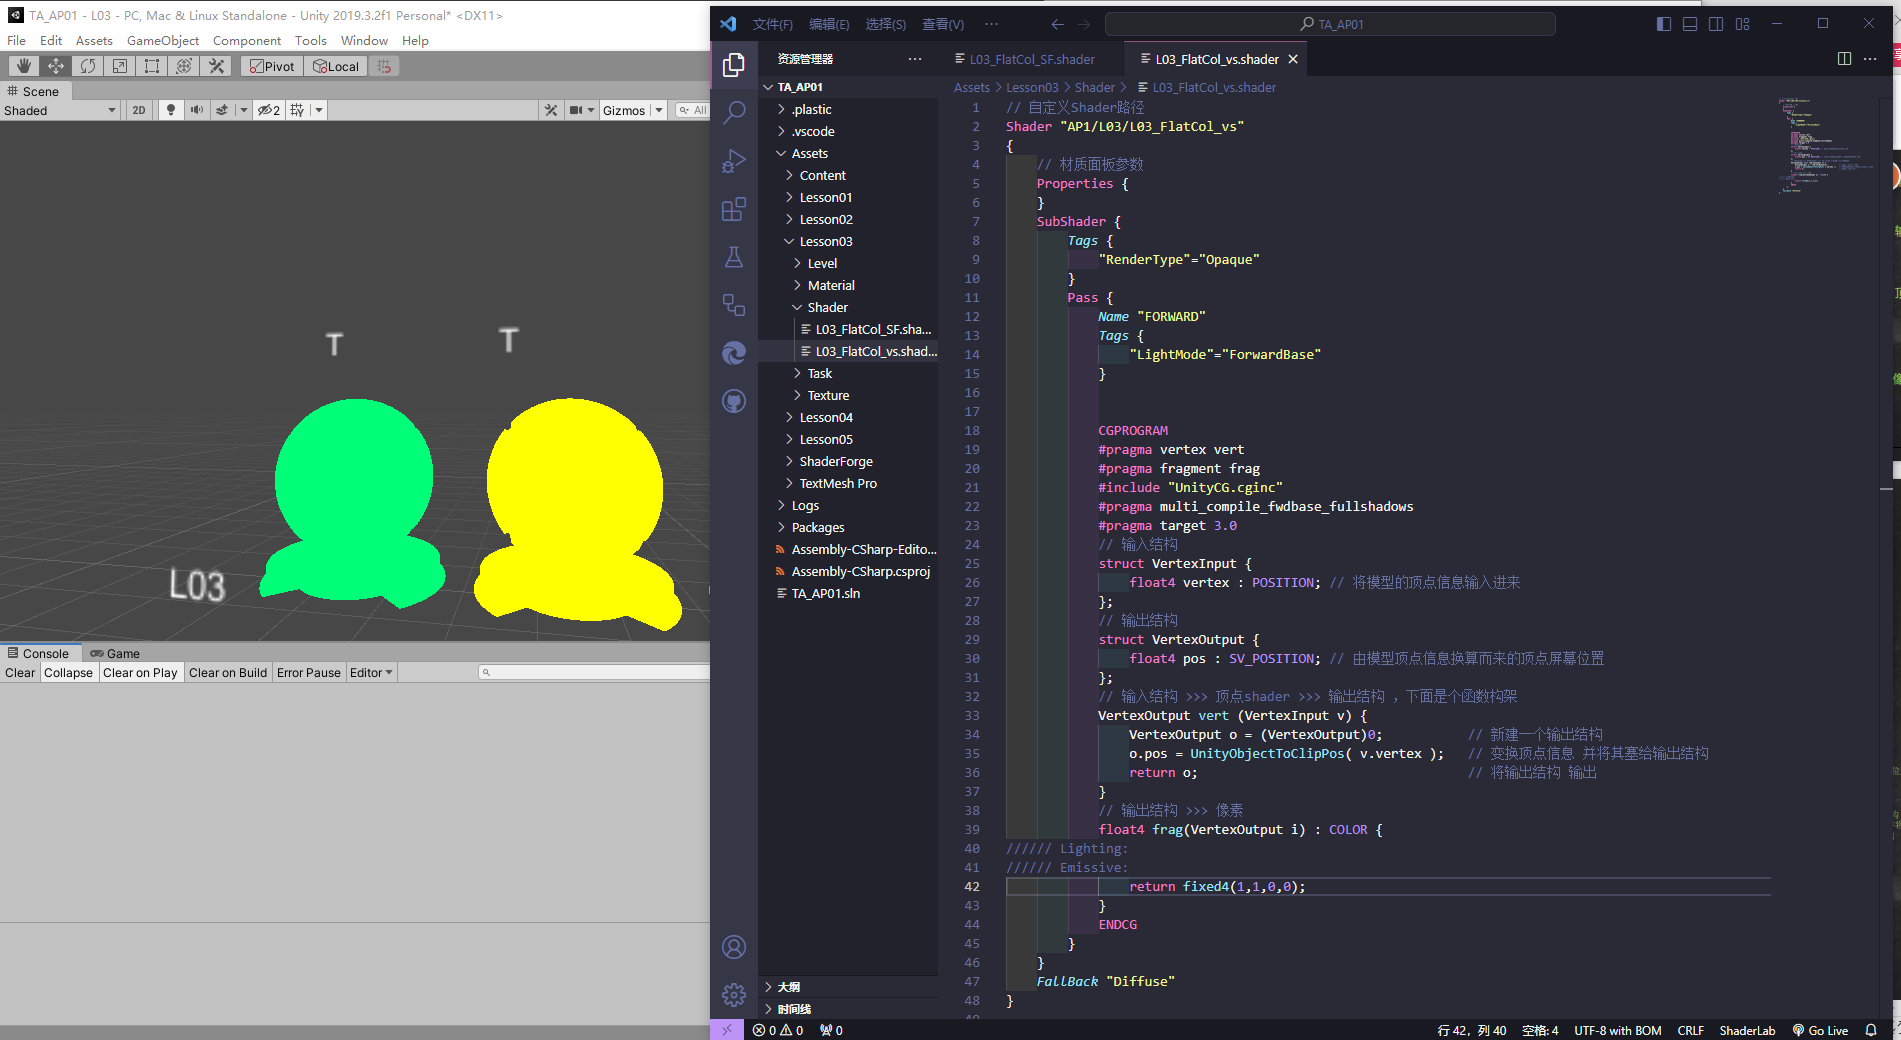 TA_AP01 - L03 - PC, Mac & Linux Standalone - Unity 2019.3.2f1 Personal* <DX11>
File Edit Assets GameObject Component Tools Window Help
Pivot Local
Scene
Shaded 2D 2 Gizmos All
T T
L03
Console Game
Clear Collapse Clear on Play Clear on Build Error Pause Editor
文件(F) 编辑(E) 选择(S) 查看(V) ··· TA_AP01
资源管理器 ···
TA_AP01
.plastic
.vscode
Assets
Content
Lesson01
Lesson02
Lesson03
Level
Material
Shader
L03_FlatCol_SF.sha...
L03_FlatCol_vs.shad...
Task
Texture
Lesson04
Lesson05
ShaderForge
TextMesh Pro
Logs
Packages
Assembly-CSharp-Edito...
Assembly-CSharp.csproj
TA_AP01.sln
大纲
时间线
L03_FlatCol_SF.shader L03_FlatCol_vs.shader
Assets > Lesson03 > Shader > L03_FlatCol_vs.shader
1 // 自定义Shader路径
2 Shader "AP1/L03/L03_FlatCol_vs"
3 {
4 // 材质面板参数
5 Properties {
6 }
7 SubShader {
8 Tags {
9 "RenderType"="Opaque"
10 }
11 Pass {
12 Name "FORWARD"
13 Tags {
14 "LightMode"="ForwardBase"
15 }
16
17
18 CGPROGRAM
19 #pragma vertex vert
20 #pragma fragment frag
21 #include "UnityCG.cginc"
22 #pragma multi_compile_fwdbase_fullshadows
23 #pragma target 3.0
24 // 输入结构
25 struct VertexInput {
26 float4 vertex : POSITION; // 将模型的顶点信息输入进来
27 };
28 // 输出结构
29 struct VertexOutput {
30 float4 pos : SV_POSITION; // 由模型顶点信息换算而来的顶点屏幕位置
31 };
32 // 输入结构 >>> 顶点shader >>> 输出结构 ，下面是个函数构架
33 VertexOutput vert (VertexInput v) {
34 VertexOutput o = (VertexOutput)0; // 新建一个输出结构
35 o.pos = UnityObjectToClipPos( v.vertex ); // 变换顶点信息 并将其塞给输出结构
36 return o; // 将输出结构 输出
37 }
38 // 输出结构 >>> 像素
39 float4 frag(VertexOutput i) : COLOR {
40 ////// Lighting:
41 ////// Emissive:
42 return fixed4(1,1,0,0);
43 }
44 ENDCG
45 }
46 }
47 FallBack "Diffuse"
48 }
0 0 0 行 42，列 40 空格: 4 UTF-8 with BOM CRLF ShaderLab Go Live